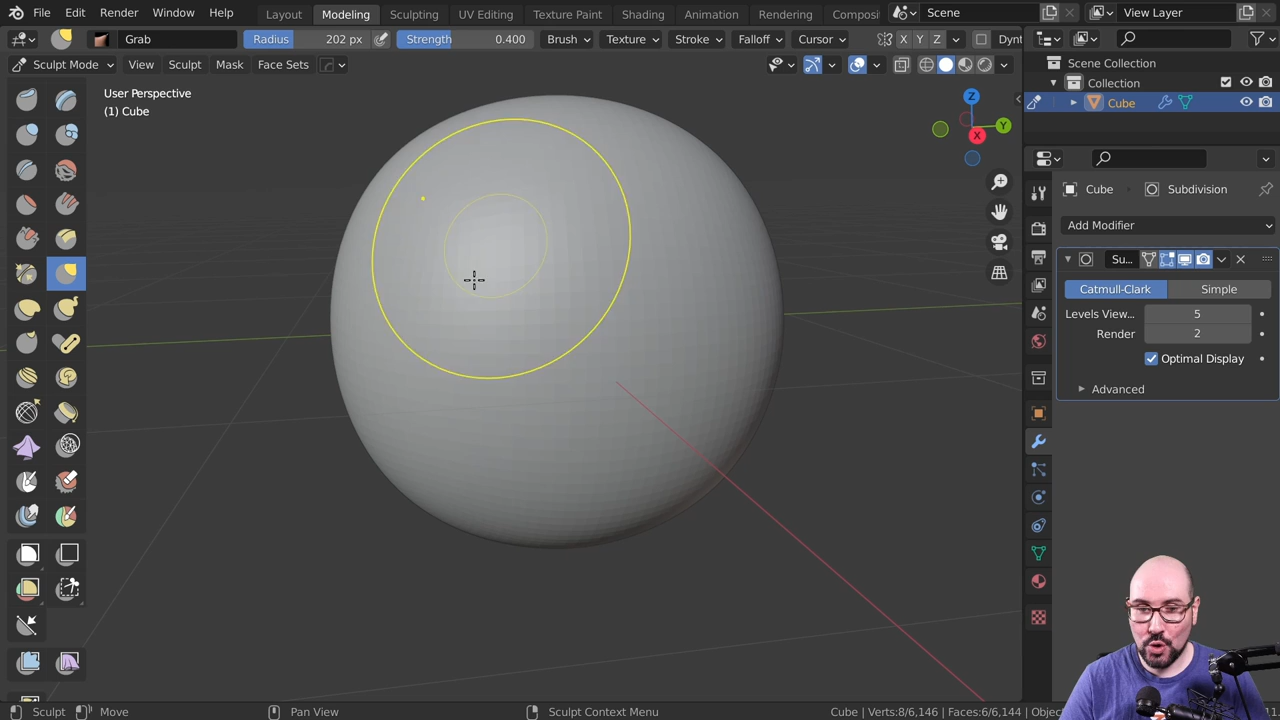 File Edit Render Window Help Layout Modeling Sculpting UV Editing Texture Paint Shading Animation Rendering Composi Scene View Layer
Grab Radius 202 px Strength 0.400 Brush Texture Stroke Falloff Cursor X Y Z Dynt
Sculpt Mode View Sculpt Mask Face Sets
Scene Collection
Collection
Cube
User Perspective
(1) Cube
Z
Y
X
Cube Subdivision
Add Modifier
Su...
Catmull-Clark Simple
Levels View... 5
Render 2
Optimal Display
Advanced
Sculpt Move Pan View Sculpt Context Menu Cube | Verts:8/6,146 | Faces:6/6,144 | Objec